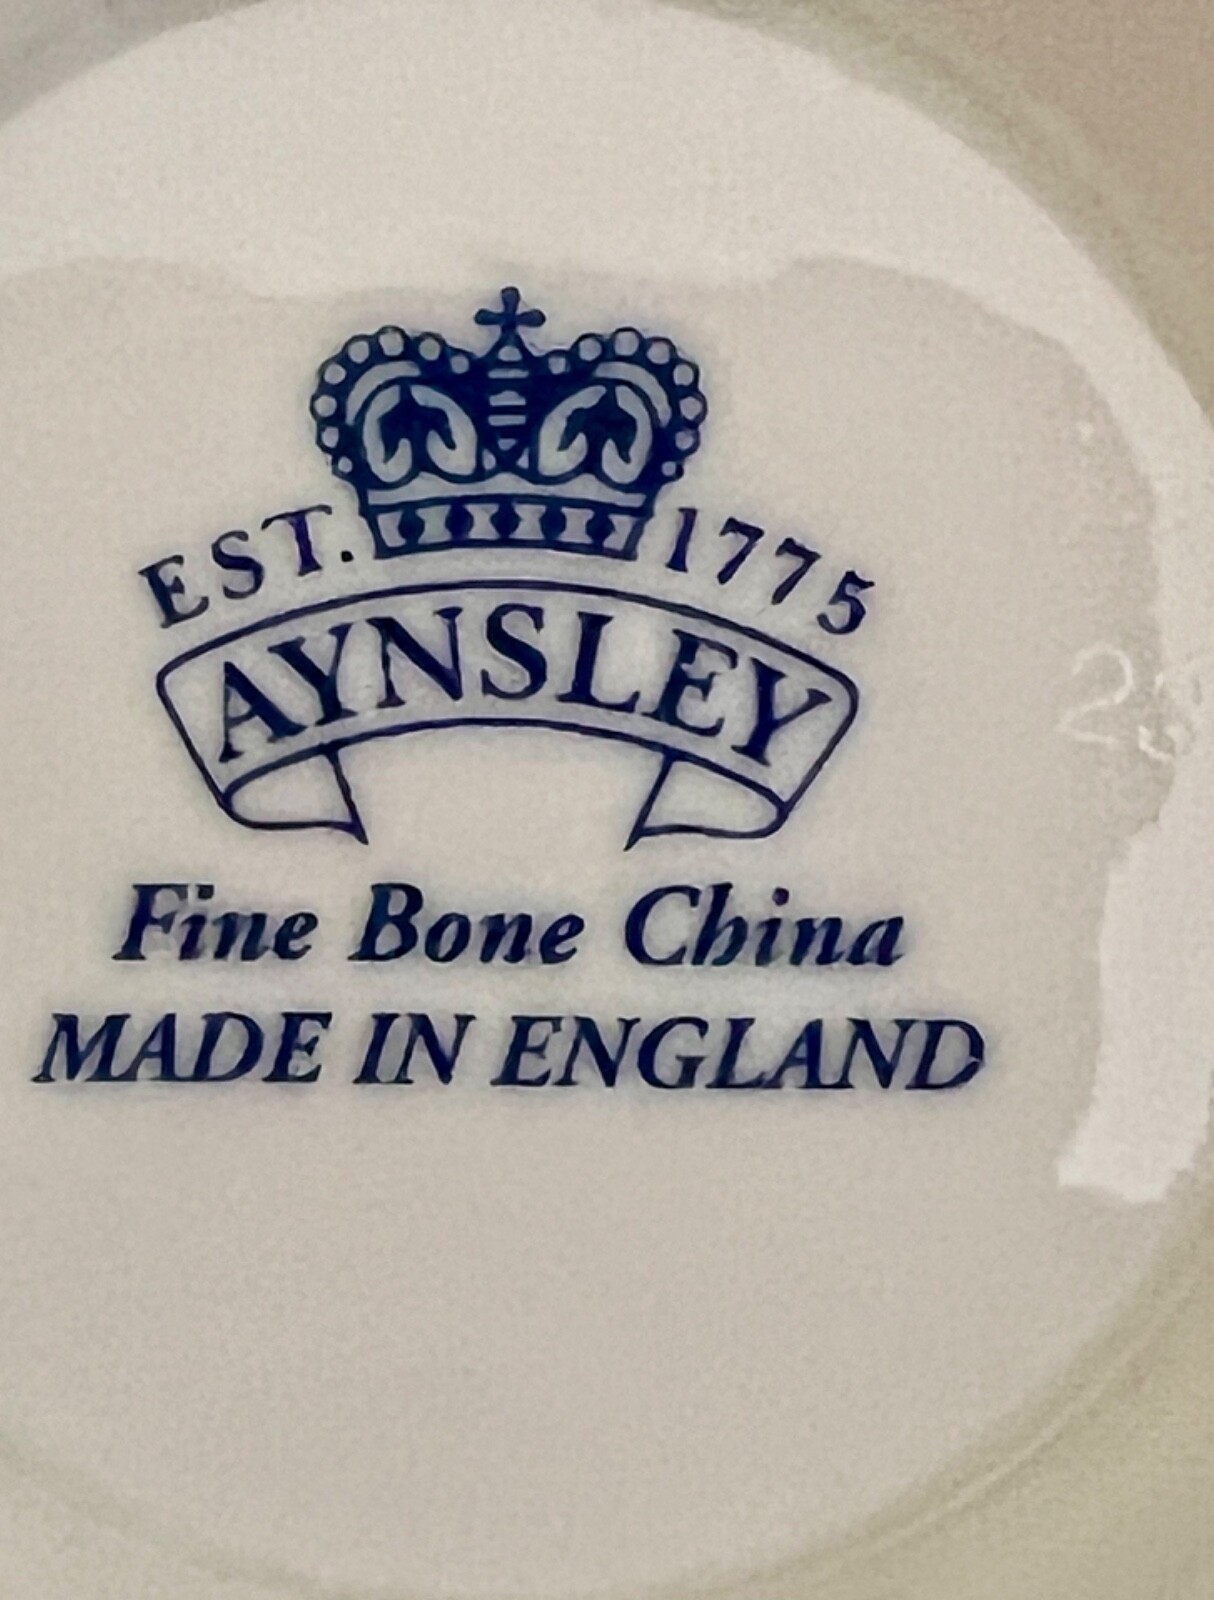 EST. 1775
AYNSLEY
Fine Bone China
MADE IN ENGLAND